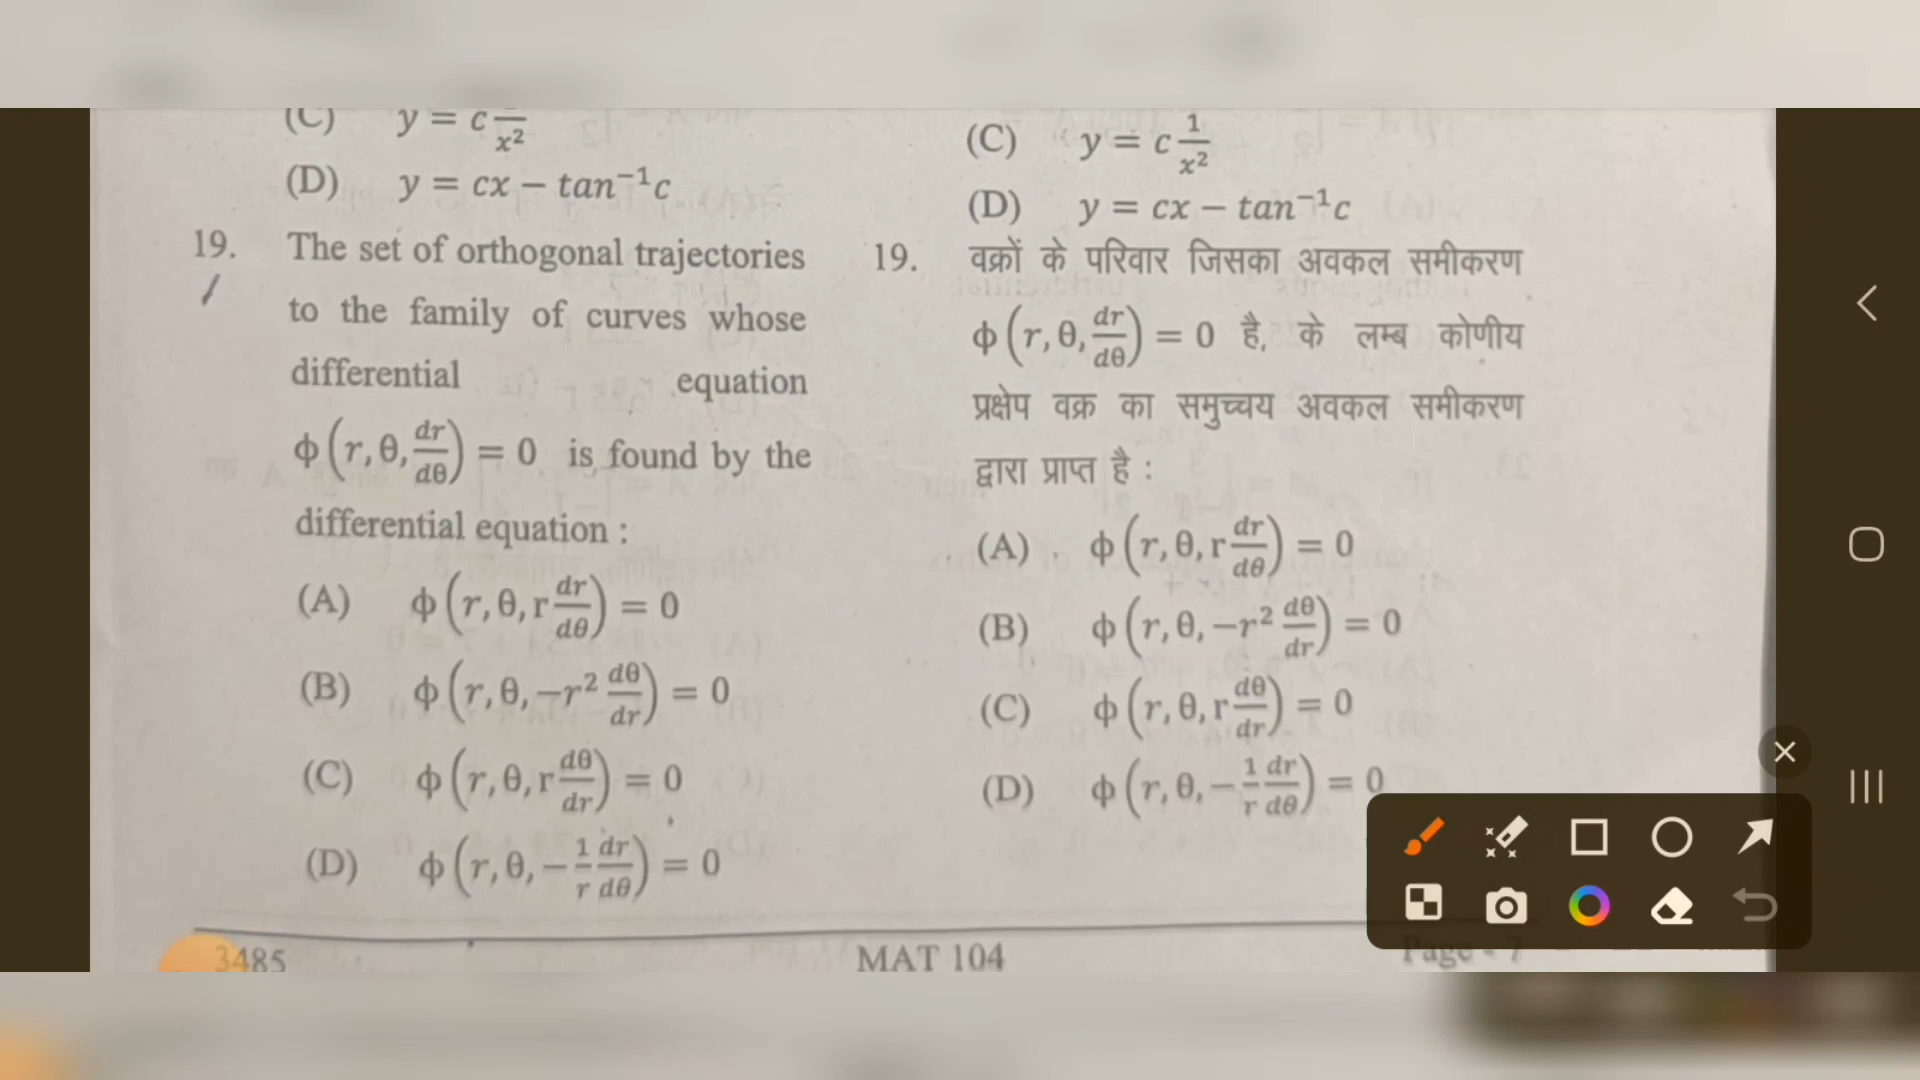 (C) y = c 1/x²
(D) y = cx − tan⁻¹c
19. The set of orthogonal trajectories
to the family of curves whose
differential equation
ϕ(r, θ, dr/dθ) = 0 is found by the
differential equation :
(A) ϕ(r, θ, r dr/dθ) = 0
(B) ϕ(r, θ, −r² dθ/dr) = 0
(C) ϕ(r, θ, r dθ/dr) = 0
(D) ϕ(r, θ, −1/r dr/dθ) = 0
(C) y = c 1/x²
(D) y = cx − tan⁻¹c
19. वक्रों के परिवार जिसका अवकल समीकरण
ϕ(r, θ, dr/dθ) = 0 है, के लम्ब कोणीय
प्रक्षेप वक्र का समुच्चय अवकल समीकरण
द्वारा प्राप्त है :
(A) ϕ(r, θ, r dr/dθ) = 0
(B) ϕ(r, θ, −r² dθ/dr) = 0
(C) ϕ(r, θ, r dθ/dr) = 0
(D) ϕ(r, θ, −1/r dr/dθ) = 0
3485 MAT 104 Page - 7